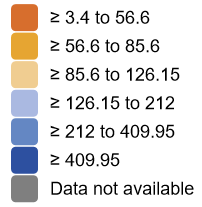 ≥ 3.4 to 56.6
≥ 56.6 to 85.6
≥ 85.6 to 126.15
≥ 126.15 to 212
≥ 212 to 409.95
≥ 409.95
Data not available